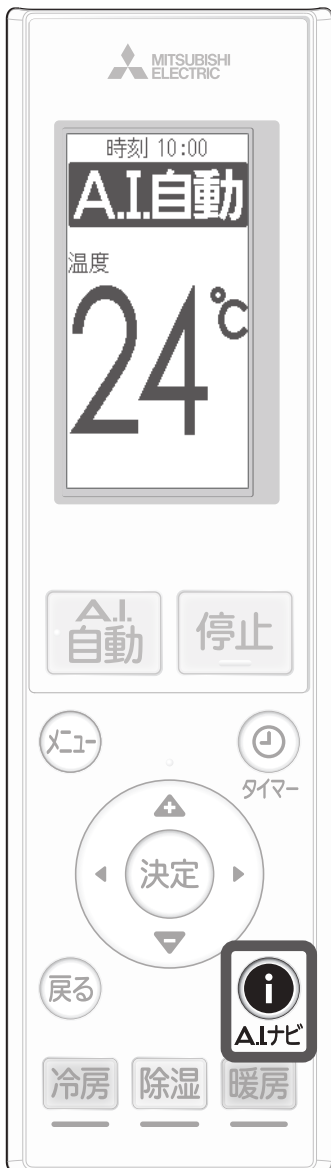 MITSUBISHI
ELECTRIC
時刻 10:00
A.I.自動
温度
24℃
A.I.
自動
停止
メニュー
タイマー
決定
戻る
i
A.I.ナビ
冷房
除湿
暖房